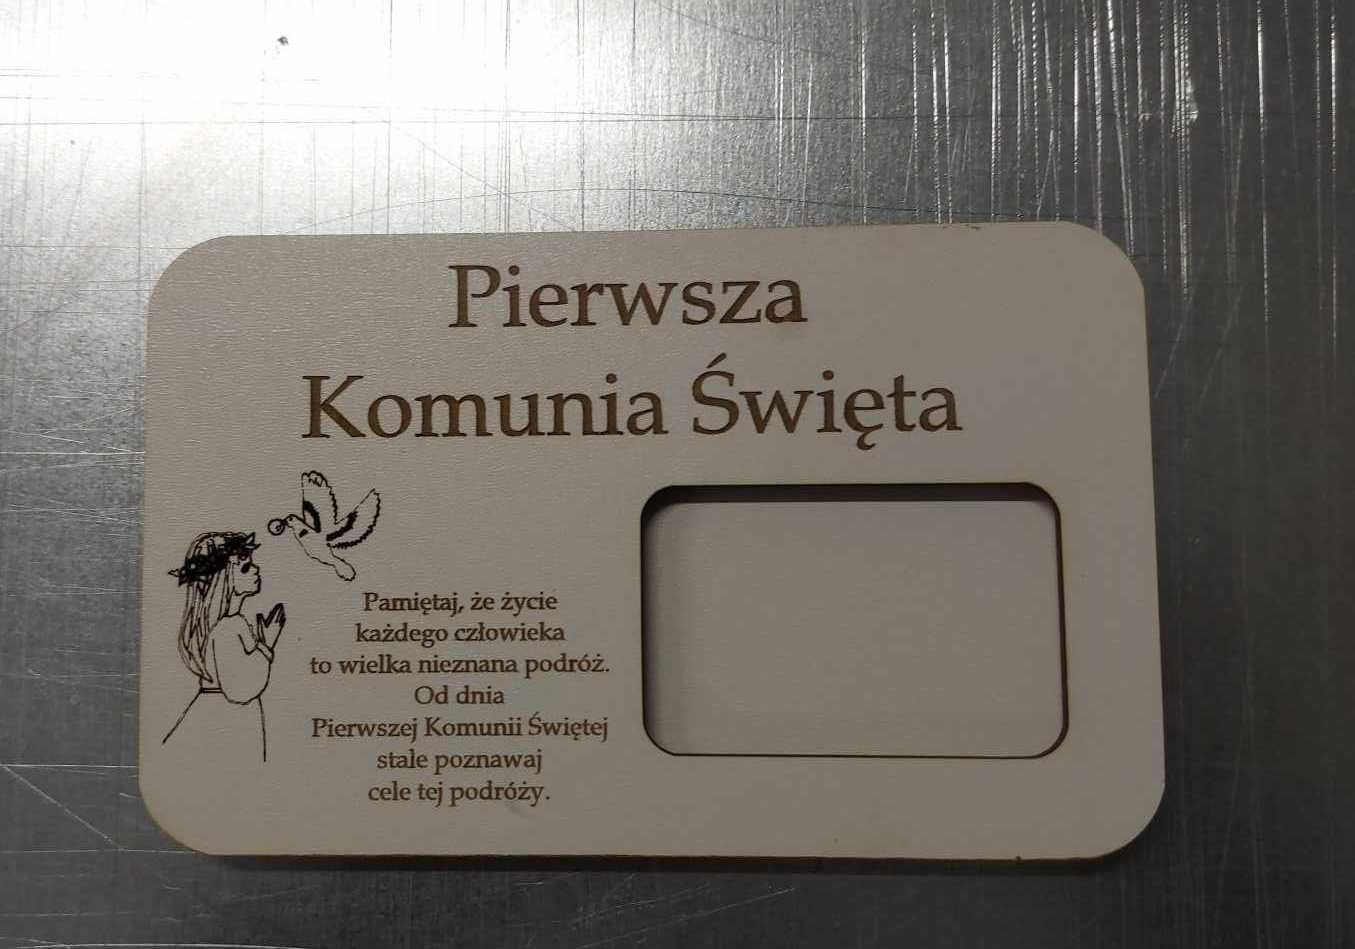 Pierwsza
Komunia Święta
Pamiętaj, że życie
każdego człowieka
to wielka nieznana podróż.
Od dnia
Pierwszej Komunii Świętej
stale poznawaj
cele tej podróży.